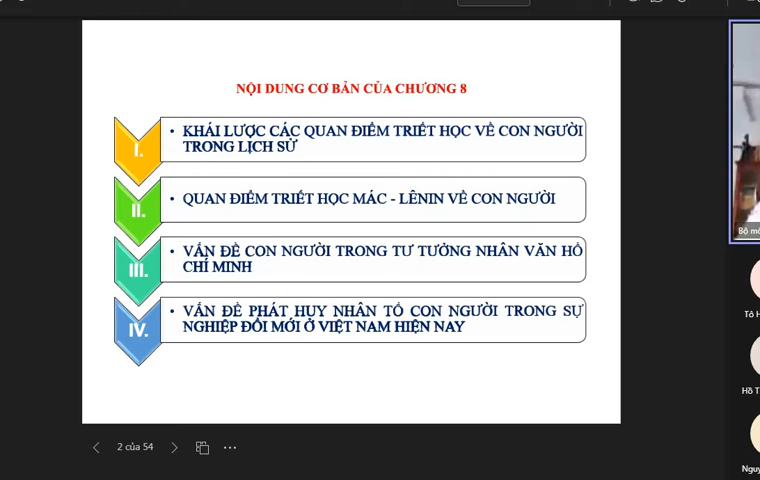 NỘI DUNG CƠ BẢN CỦA CHƯƠNG 8
I.
• KHÁI LƯỢC CÁC QUAN ĐIỂM TRIẾT HỌC VỀ CON NGƯỜI
TRONG LỊCH SỬ
II.
• QUAN ĐIỂM TRIẾT HỌC MÁC - LÊNIN VỀ CON NGƯỜI
III.
• VẤN ĐỀ CON NGƯỜI TRONG TƯ TƯỞNG NHÂN VĂN HỒ
CHÍ MINH
IV.
• VẤN ĐỀ PHÁT HUY NHÂN TỐ CON NGƯỜI TRONG SỰ
NGHIỆP ĐỔI MỚI Ở VIỆT NAM HIỆN NAY
2 của 54
Bộ
Tô
Hồ